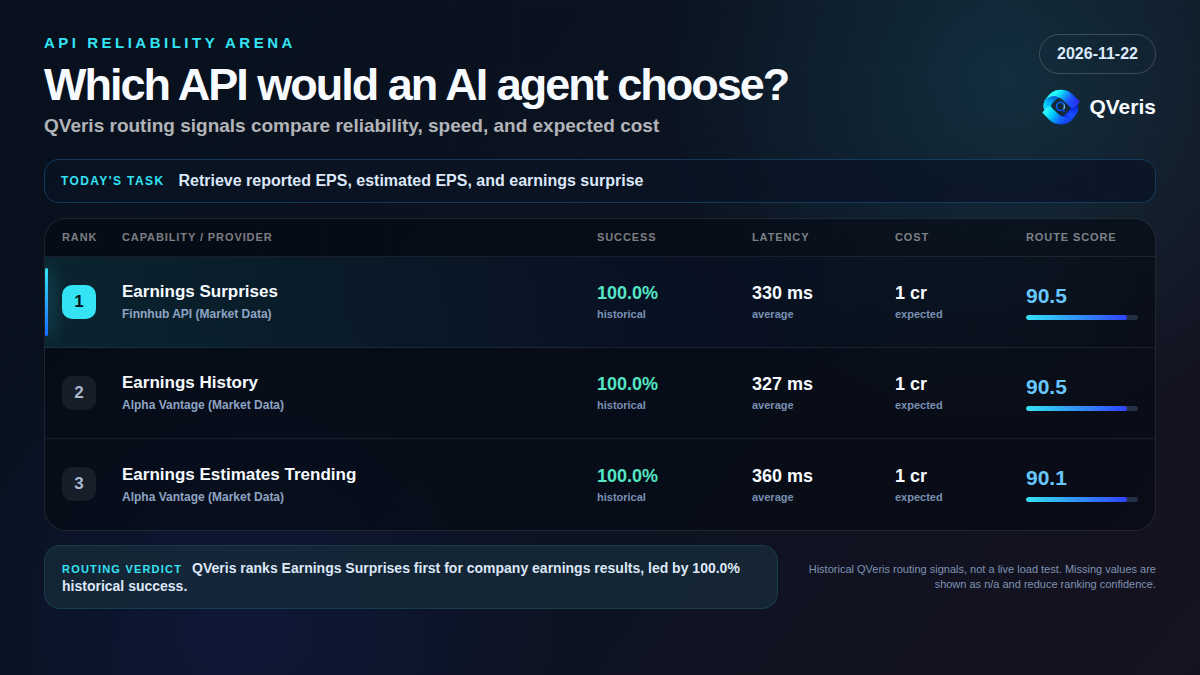 API RELIABILITY ARENA
Which API would an AI agent choose?
QVeris routing signals compare reliability, speed, and expected cost
2026-11-22
QVeris
TODAY'S TASK Retrieve reported EPS, estimated EPS, and earnings surprise
RANK CAPABILITY / PROVIDER SUCCESS LATENCY COST ROUTE SCORE
1 Earnings Surprises 100.0% 330 ms 1 cr 90.5
Finnhub API (Market Data) historical average expected
2 Earnings History 100.0% 327 ms 1 cr 90.5
Alpha Vantage (Market Data) historical average expected
3 Earnings Estimates Trending 100.0% 360 ms 1 cr 90.1
Alpha Vantage (Market Data) historical average expected
ROUTING VERDICT QVeris ranks Earnings Surprises first for company earnings results, led by 100.0%
historical success.
Historical QVeris routing signals, not a live load test. Missing values are
shown as n/a and reduce ranking confidence.